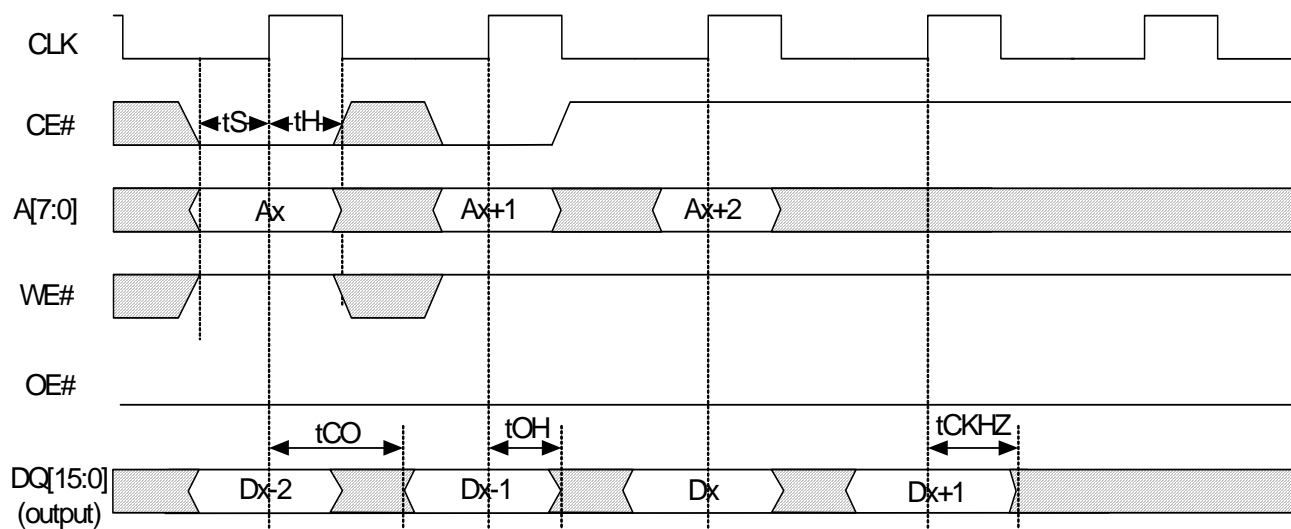 CLK
CE#
tS
tH
A[7:0]
Ax
Ax+1
Ax+2
WE#
OE#
tCO
tOH
tCKHZ
DQ[15:0]
(output)
Dx-2
Dx-1
Dx
Dx+1